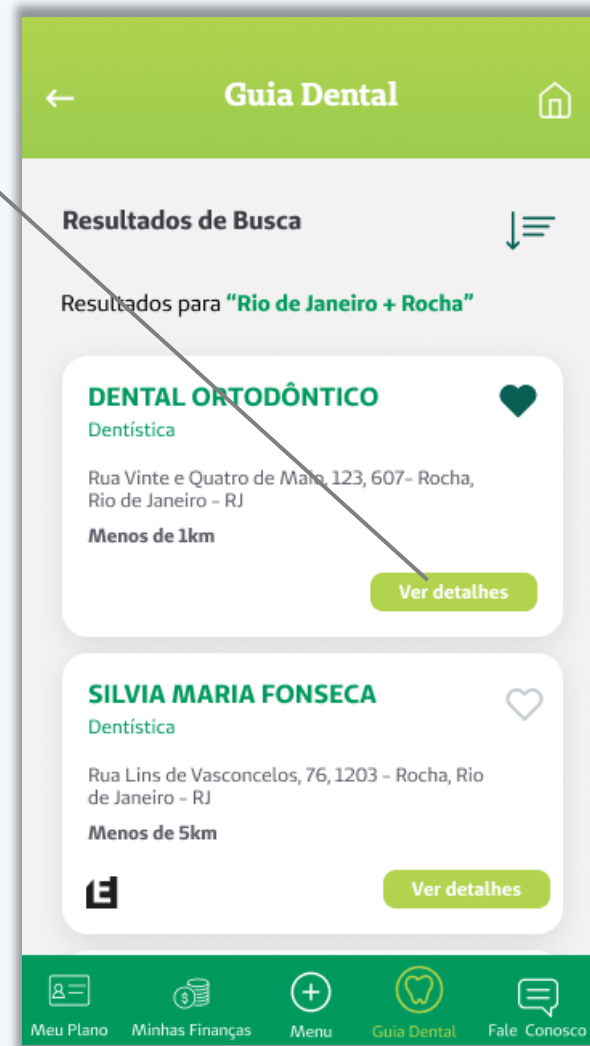 Guia Dental
Resultados de Busca
Resultados para “Rio de Janeiro + Rocha”
DENTAL ORTODÔNTICO
Dentística
Rua Vinte e Quatro de Maio, 123, 607- Rocha,
Rio de Janeiro - RJ
Menos de 1km
Ver detalhes
SILVIA MARIA FONSECA
Dentística
Rua Lins de Vasconcelos, 76, 1203 - Rocha, Rio
de Janeiro - RJ
Menos de 5km
E
Ver detalhes
Meu Plano Minhas Finanças Menu Guia Dental Fale Conosco